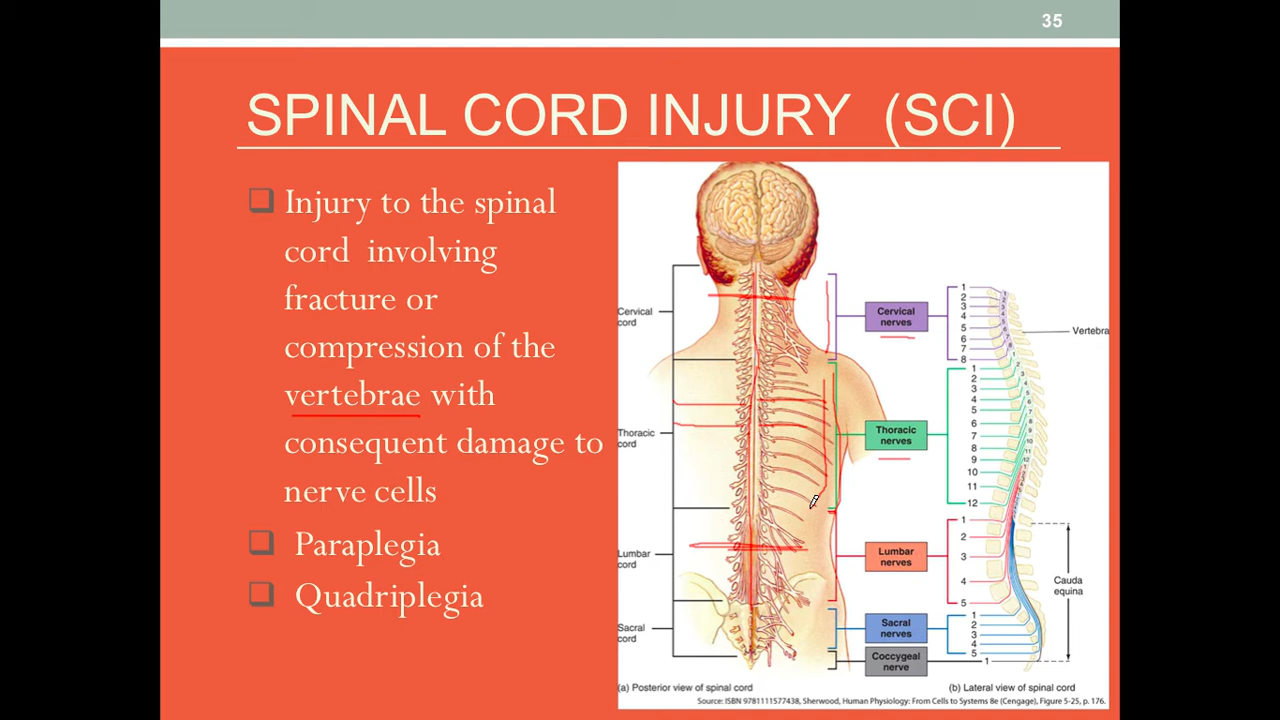 35
SPINAL CORD INJURY (SCI)
Injury to the spinal
cord involving
fracture or
compression of the
vertebrae with
consequent damage to
nerve cells
Paraplegia
Quadriplegia
Cervical
cord
Thoracic
cord
Lumbar
cord
Sacral
cord
Cervical
nerves
Thoracic
nerves
Lumbar
nerves
Sacral
nerves
Coccygeal
nerve
1
2
3
4
5
6
7
8
1
2
3
4
5
6
7
8
9
10
11
12
1
2
3
4
5
1
2
3
4
5
1
Vertebra
Cauda
equina
(a) Posterior view of spinal cord
(b) Lateral view of spinal cord
Source: ISBN 9781111577438, Sherwood, Human Physiology: From Cells to Systems 8e (Cengage), Figure 5-25, p. 176.